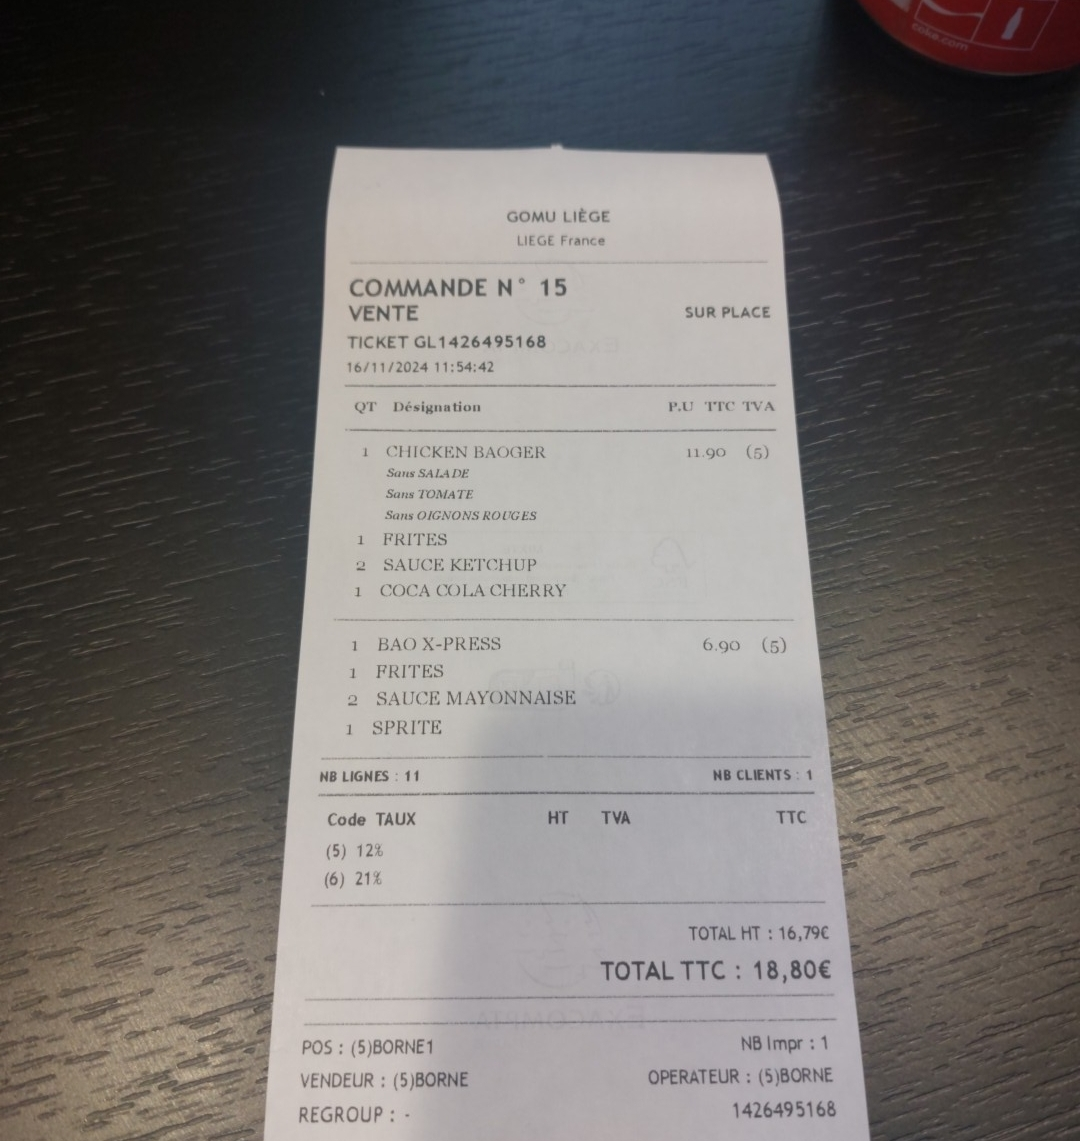 coke.com
GOMU LIÈGE
LIEGE France
COMMANDE N° 15
VENTE SUR PLACE
TICKET GL1426495168
16/11/2024 11:54:42
QT Désignation P.U TTC TVA
1 CHICKEN BAOGER 11.90 (5)
Sans SALADE
Sans TOMATE
Sans OIGNONS ROUGES
1 FRITES
2 SAUCE KETCHUP
1 COCA COLA CHERRY
1 BAO X-PRESS 6.90 (5)
1 FRITES
2 SAUCE MAYONNAISE
1 SPRITE
NB LIGNES : 11 NB CLIENTS : 1
Code TAUX HT TVA TTC
(5) 12%
(6) 21%
TOTAL HT : 16,79€
TOTAL TTC : 18,80€
POS : (5)BORNE1 NB Impr : 1
VENDEUR : (5)BORNE OPERATEUR : (5)BORNE
REGROUP : - 1426495168